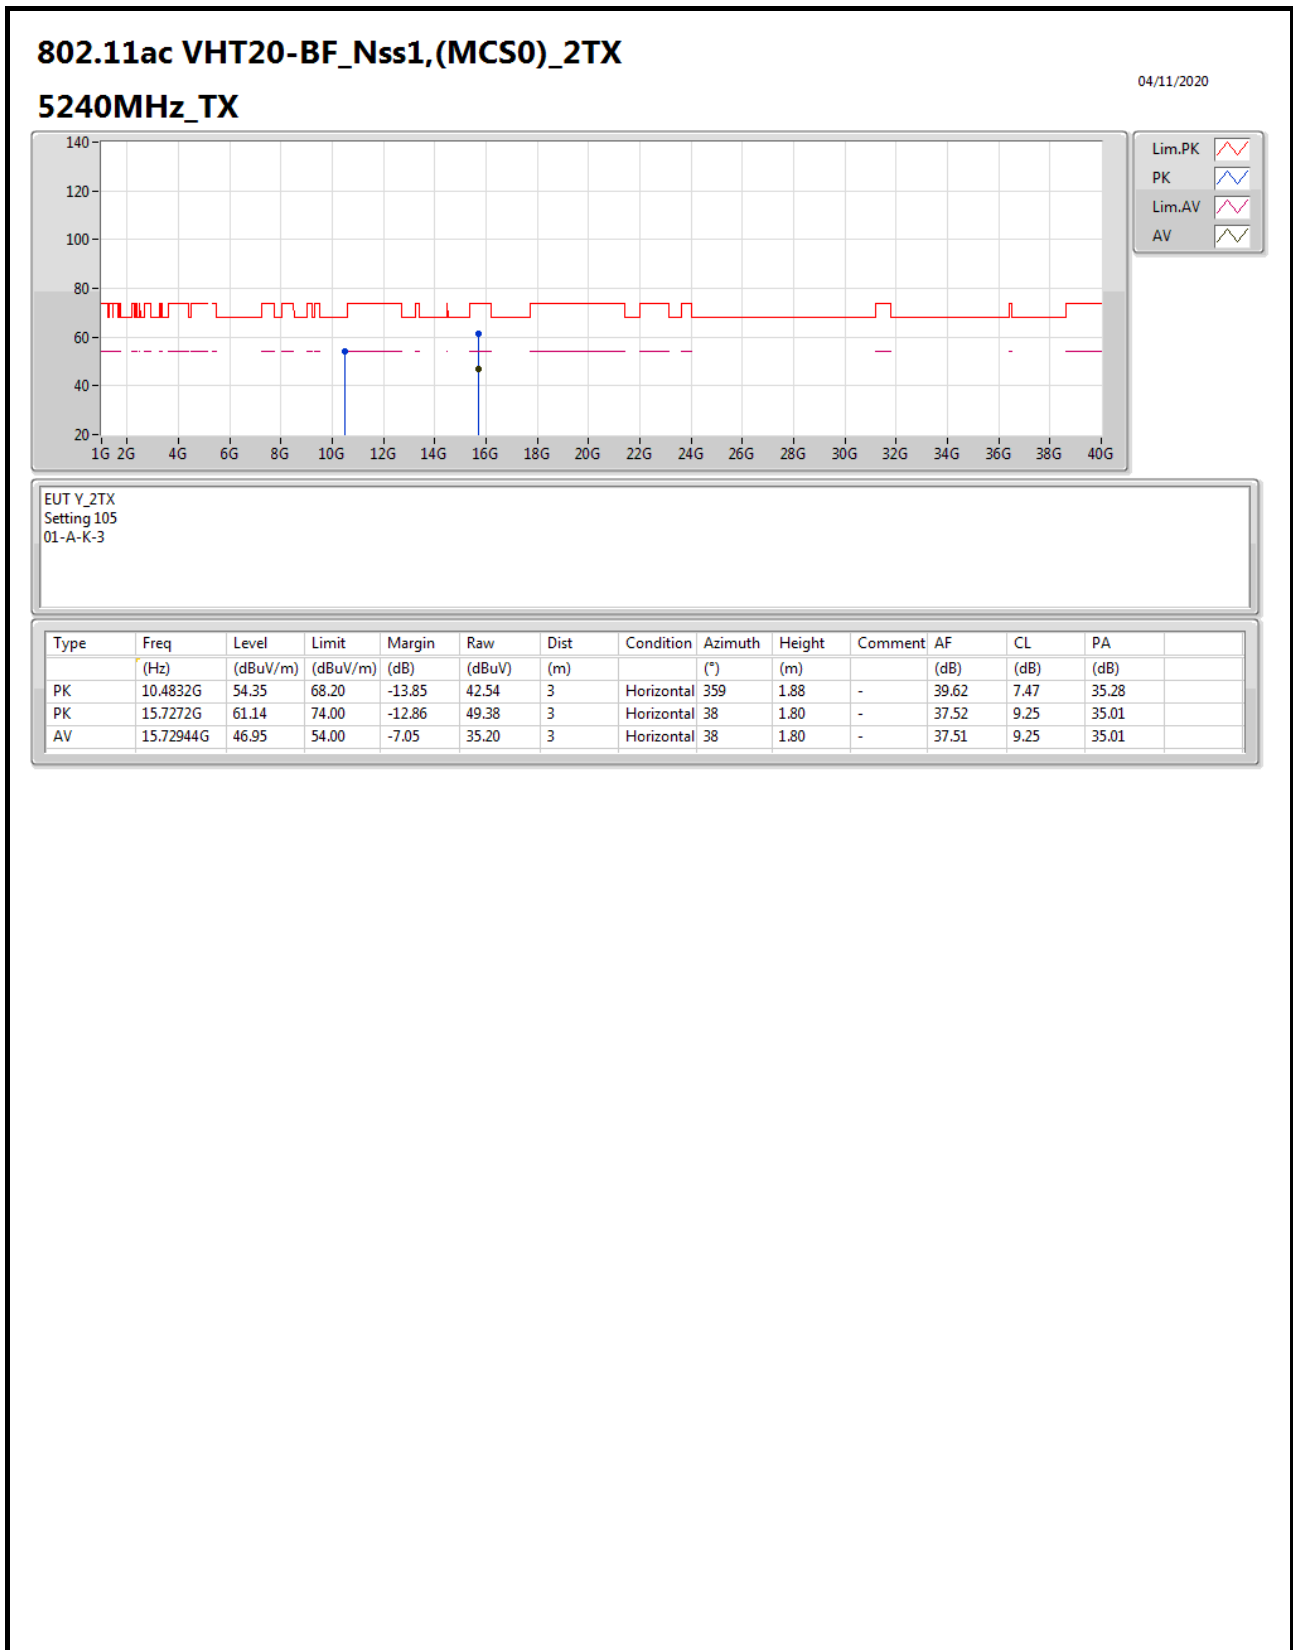 802.11ac VHT20-BF_Nss1,(MCS0)_2TX
04/11/2020
5240MHz_TX
140
120
100
80
60
40
20
1G 2G 4G 6G 8G 10G 12G 14G 16G 18G 20G 22G 24G 26G 28G 30G 32G 34G 36G 38G 40G
Lim.PK
PK
Lim.AV
AV
EUT Y_2TX
Setting 105
01-A-K-3
Type Freq Level Limit Margin Raw Dist Condition Azimuth Height Comment AF CL PA
(Hz) (dBuV/m) (dBuV/m) (dB) (dBuV) (m) (°) (m) (dB) (dB) (dB)
PK 10.4832G 54.35 68.20 -13.85 42.54 3 Horizontal 359 1.88 - 39.62 7.47 35.28
PK 15.7272G 61.14 74.00 -12.86 49.38 3 Horizontal 38 1.80 - 37.52 9.25 35.01
AV 15.72944G 46.95 54.00 -7.05 35.20 3 Horizontal 38 1.80 - 37.51 9.25 35.01